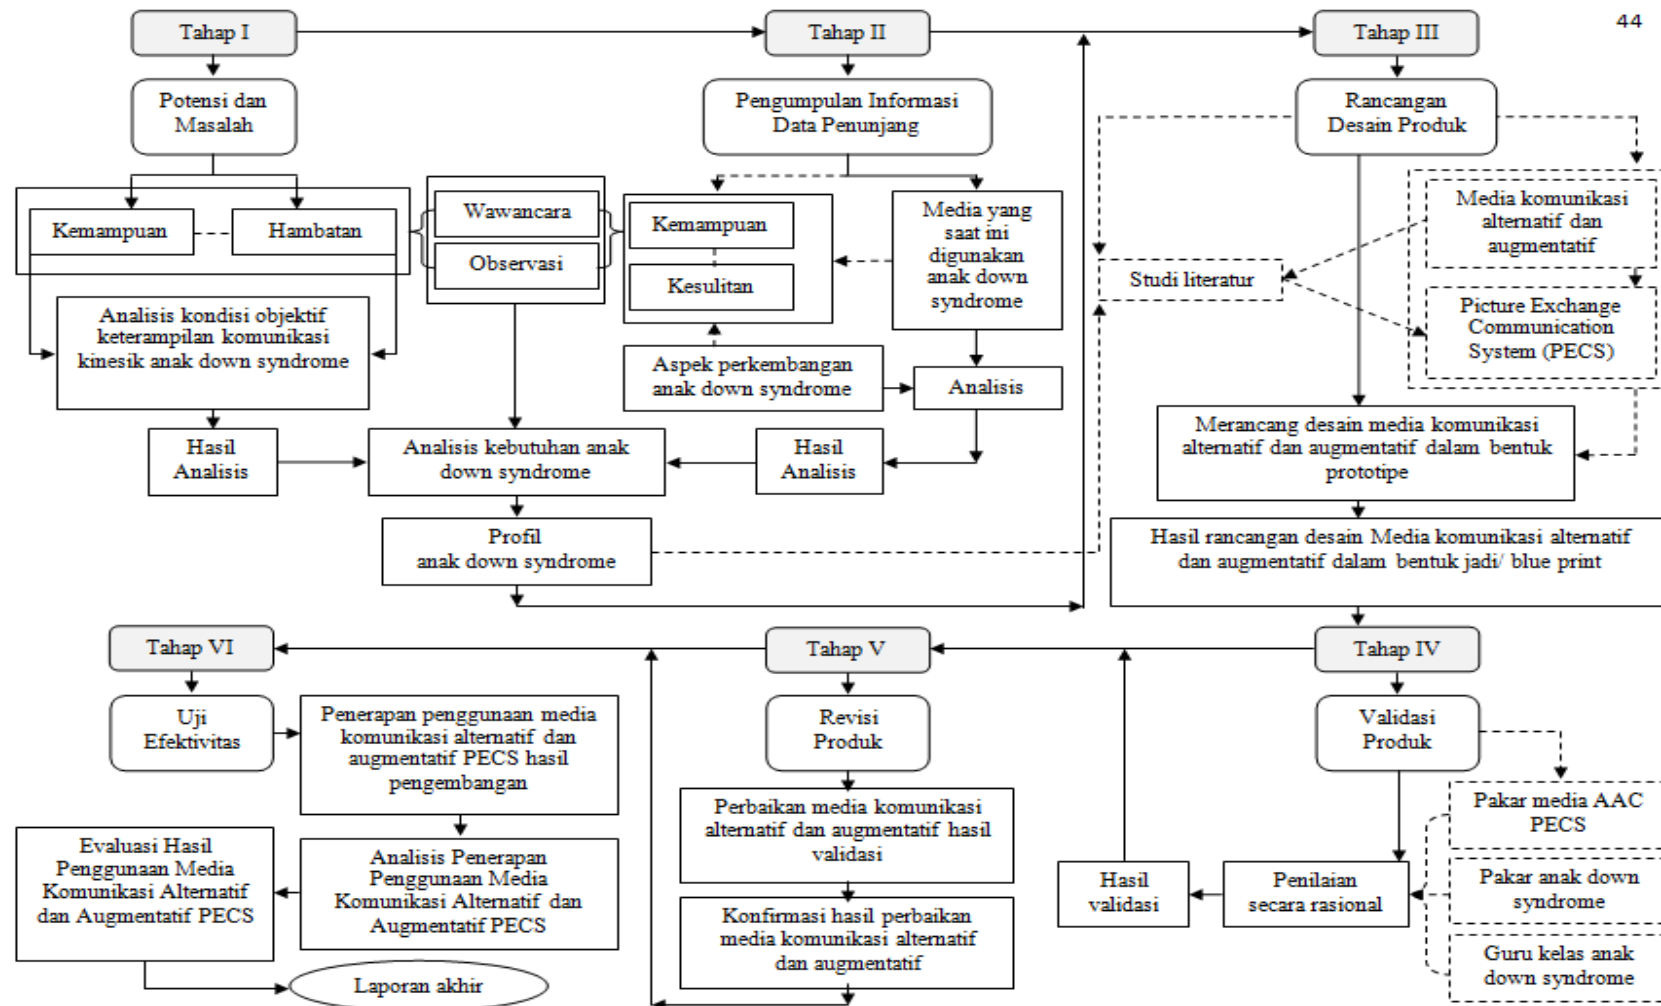 44
Tahap I
Tahap II
Tahap III
Potensi dan
Masalah
Pengumpulan Informasi
Data Penunjang
Rancangan
Desain Produk
Kemampuan
Hambatan
Wawancara
Observasi
Kemampuan
Kesulitan
Media yang
saat ini
digunakan
anak down
syndrome
Studi literatur
Media komunikasi
alternatif dan
augmentatif
Picture Exchange
Communication
System (PECS)
Analisis kondisi objektif
keterampilan komunikasi
kinesik anak down syndrome
Aspek perkembangan
anak down syndrome
Analisis
Hasil
Analisis
Analisis kebutuhan anak
down syndrome
Hasil
Analisis
Merancang desain media komunikasi
alternatif dan augmentatif dalam bentuk
prototipe
Profil
anak down syndrome
Hasil rancangan desain Media komunikasi alternatif
dan augmentatif dalam bentuk jadi/ blue print
Tahap VI
Tahap V
Tahap IV
Uji
Efektivitas
Penerapan penggunaan media
komunikasi alternatif dan
augmentatif PECS hasil
pengembangan
Revisi
Produk
Validasi
Produk
Perbaikan media komunikasi
alternatif dan augmentatif hasil
validasi
Pakar media AAC
PECS
Evaluasi Hasil
Penggunaan Media
Komunikasi Alternatif
dan Augmentatif PECS
Analisis Penerapan
Penggunaan Media
Komunikasi Alternatif dan
Augmentatif PECS
Hasil
validasi
Penilaian
secara rasional
Pakar anak down
syndrome
Konfirmasi hasil perbaikan
media komunikasi alternatif
dan augmentatif
Guru kelas anak
down syndrome
Laporan akhir